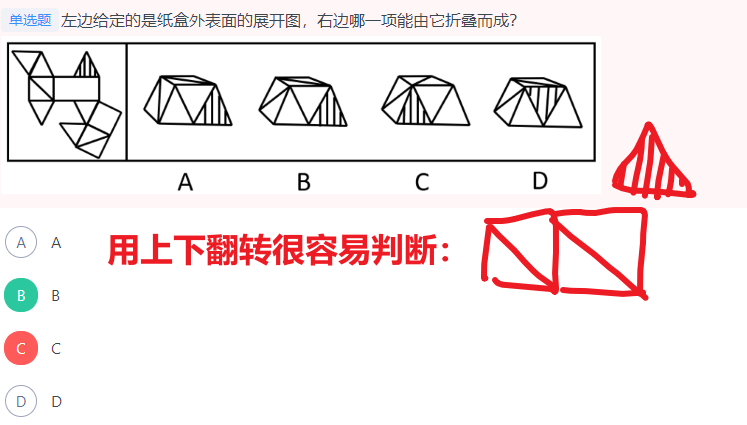 单选题 左边给定的是纸盒外表面的展开图，右边哪一项能由它折叠而成？
A B C D
用上下翻转很容易判断：
A A
B B
C C
D D